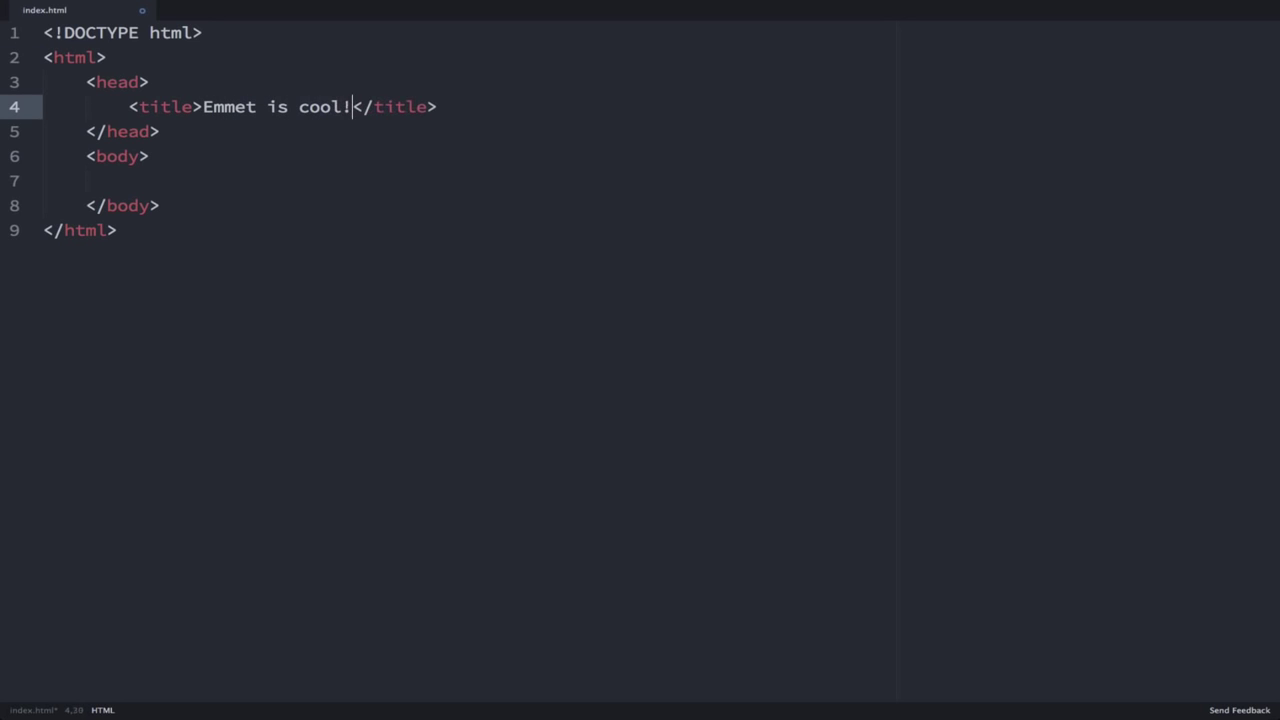 index.html
1 <!DOCTYPE html>
2 <html>
3 <head>
4 <title>Emmet is cool!</title>
5 </head>
6 <body>
7
8 </body>
9 </html>
index.html* 4,30 HTML Send Feedback